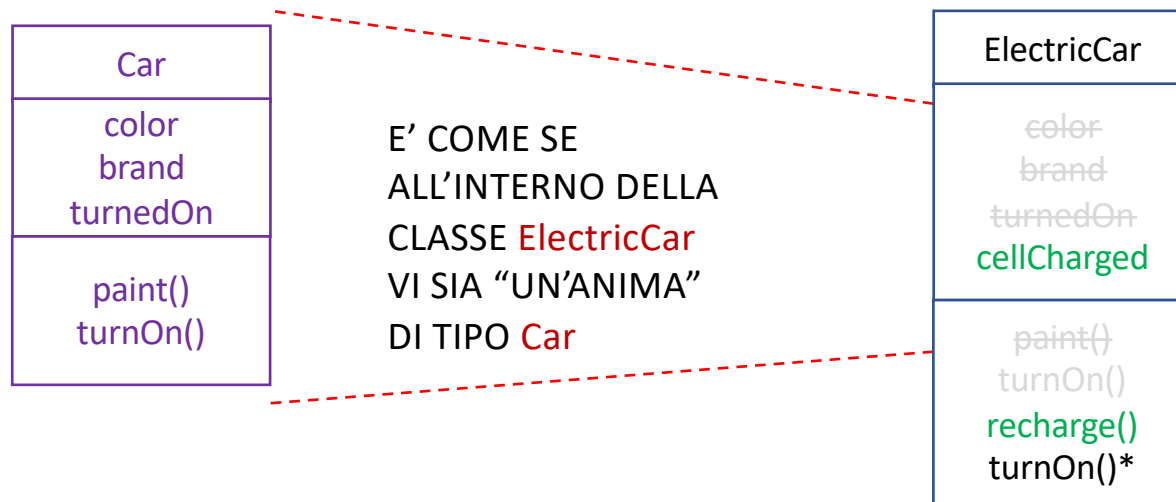 Car
color
brand
turnedOn
paint()
turnOn()
E’ COME SE
ALL’INTERNO DELLA
CLASSE ElectricCar
VI SIA “UN’ANIMA”
DI TIPO Car
ElectricCar
color
brand
turnedOn
cellCharged
paint()
turnOn()
recharge()
turnOn()*